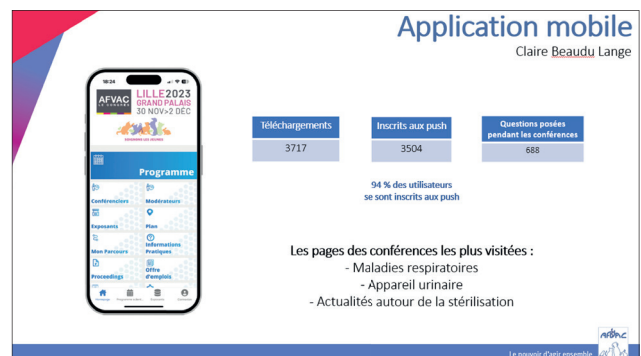 Application mobile
Claire Beaudu Lange
18:24
AFVAC
LE CONGRÈS
LILLE2023
GRAND PALAIS
30 NOV>2 DÉC
Programme
Conférenciers
Modérateurs
Exposants
Plan
Mon Parcours
Informations
Pratiques
Proceedings
Offre
d'emplois
Téléchargements
3717
Inscrits aux push
3504
Questions posées
pendant les conférences
688
94 % des utilisateurs
se sont inscrits aux push
Les pages des conférences les plus visitées :
- Maladies respiratoires
- Appareil urinaire
- Actualités autour de la stérilisation
AFVAC
Le pouvoir d'agir ensemble